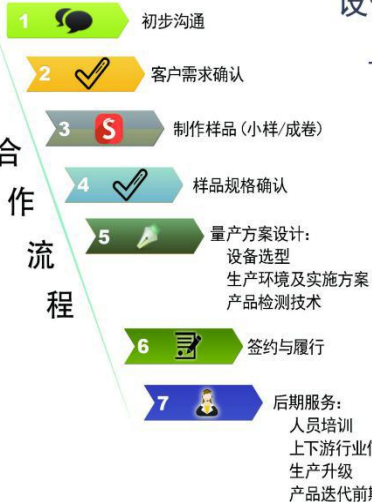 合作流程
1 初步沟通
2 客户需求确认
3 S 制作样品(小样/成卷)
4 样品规格确认
5 量产方案设计:
设备选型
生产环境及实施方案
产品检测技术
6 签约与履行
7 后期服务:
人员培训
上下游行业
生产升级
产品迭代前